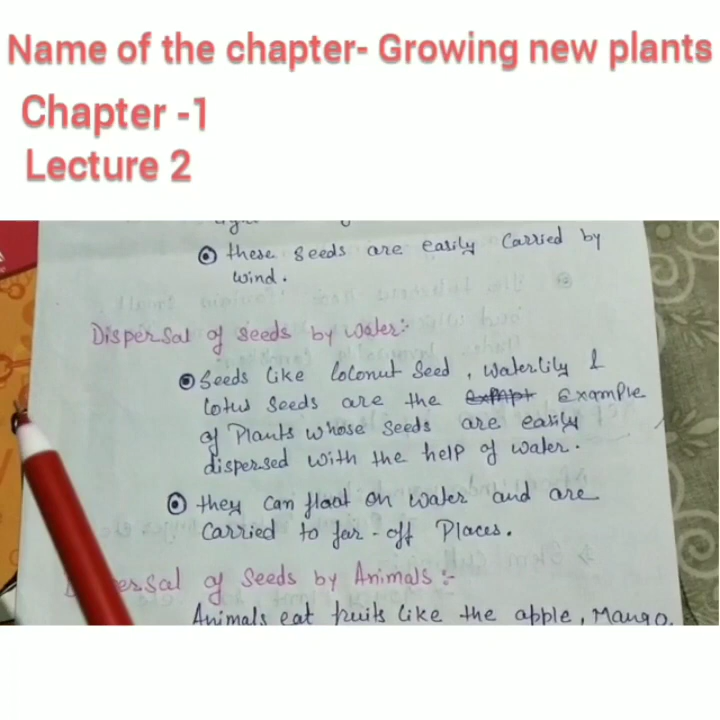 Name of the chapter- Growing new plants
Chapter -1
Lecture 2
these seeds are easily carried by
wind.
Dispersal of seeds by water:-
Seeds like Coconut Seed, Waterlily &
lotus seeds are the Example
of Plants whose seeds are easily
dispersed with the help of water.
they can float on water and are
carried to far-off Places.
ersal of Seeds by Animals :-
Animals eat fruits like the apple, Mango.